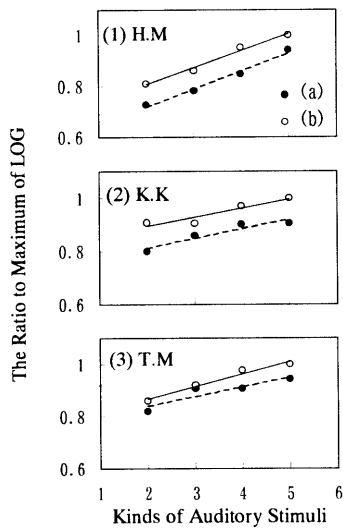 The Ratio to Maximum of LOG
(1) H.M
1
0.8
0.6
(a)
(b)
(2) K.K
1
0.8
0.6
(3) T.M
1
0.8
0.6
1 2 3 4 5 6
Kinds of Auditory Stimuli